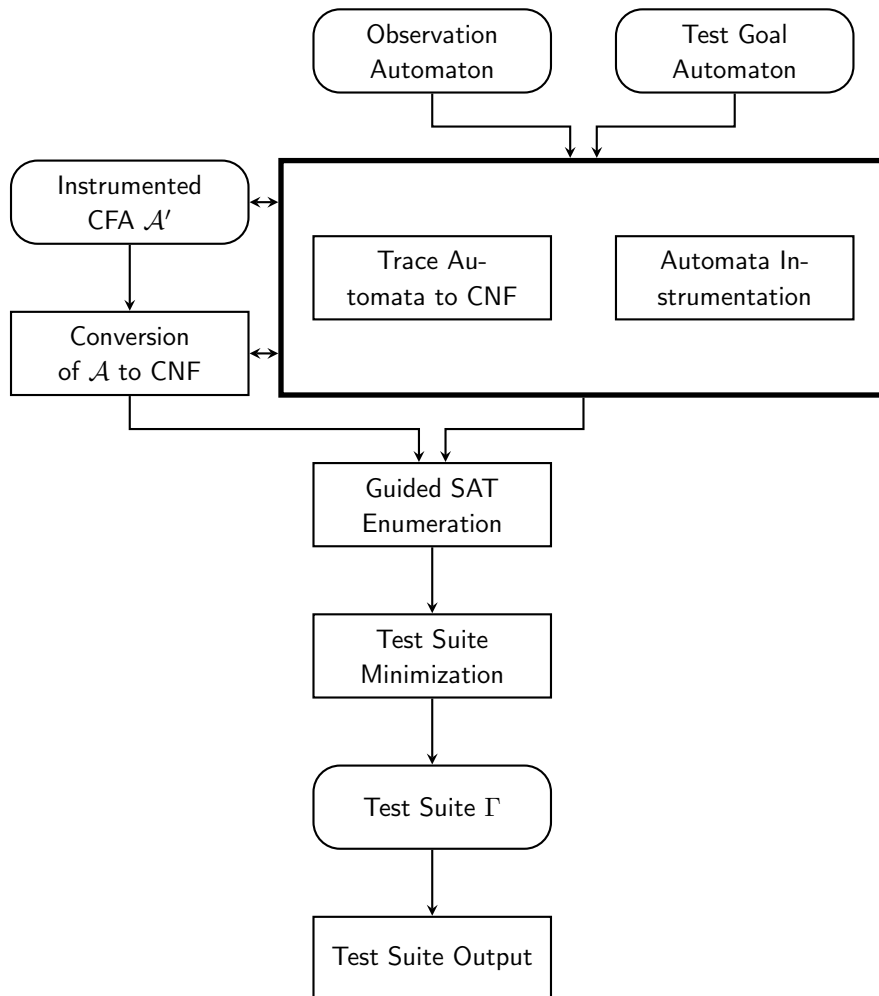 Observation
Automaton
Test Goal
Automaton
Instrumented
CFA 𝒜′
Trace Au-
tomata to CNF
Automata In-
strumentation
Conversion
of 𝒜 to CNF
Guided SAT
Enumeration
Test Suite
Minimization
Test Suite Γ
Test Suite Output